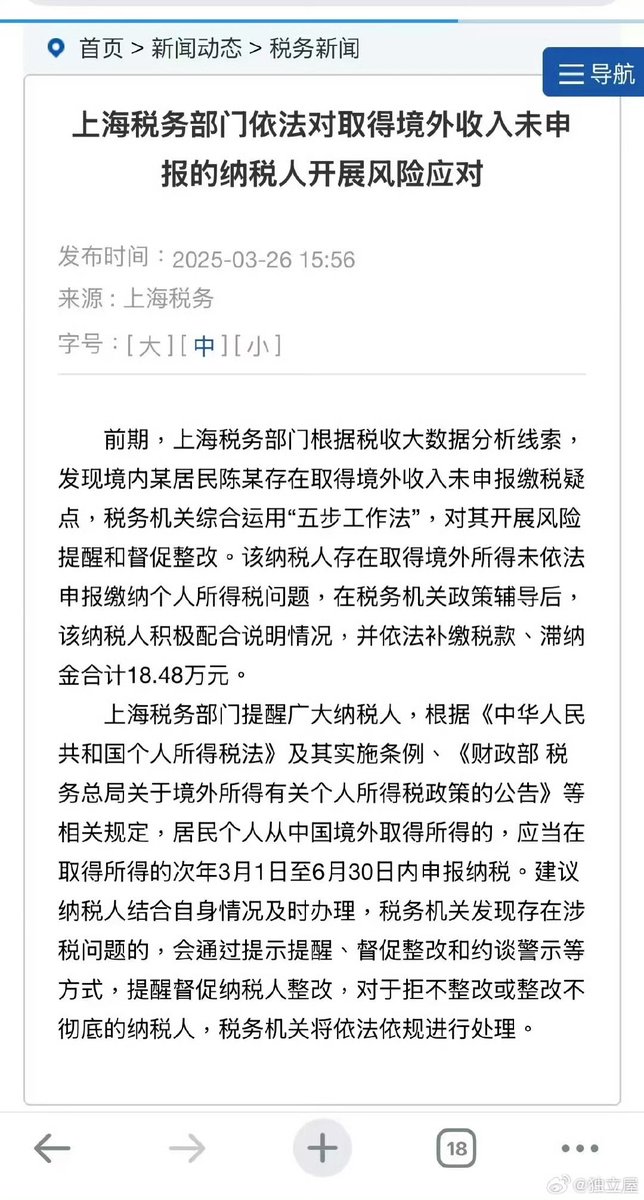 首页 > 新闻动态 > 税务新闻
导航
上海税务部门依法对取得境外收入未申
报的纳税人开展风险应对
发布时间：2025-03-26 15:56
来源：上海税务
字号：[ 大 ] [ 中 ] [ 小 ]
前期，上海税务部门根据税收大数据分析线索，
发现境内某居民陈某存在取得境外收入未申报缴税疑
点，税务机关综合运用“五步工作法”，对其开展风险
提醒和督促整改。该纳税人存在取得境外所得未依法
申报缴纳个人所得税问题，在税务机关政策辅导后，
该纳税人积极配合说明情况，并依法补缴税款、滞纳
金合计18.48万元。
上海税务部门提醒广大纳税人，根据《中华人民
共和国个人所得税法》及其实施条例、《财政部 税
务总局关于境外所得有关个人所得税政策的公告》等
相关规定，居民个人从中国境外取得所得的，应当在
取得所得的次年3月1日至6月30日内申报纳税。建议
纳税人结合自身情况及时办理，税务机关发现存在涉
税问题的，会通过提示提醒、督促整改和约谈警示等
方式，提醒督促纳税人整改，对于拒不整改或整改不
彻底的纳税人，税务机关将依法依规进行处理。
18
@独立屋